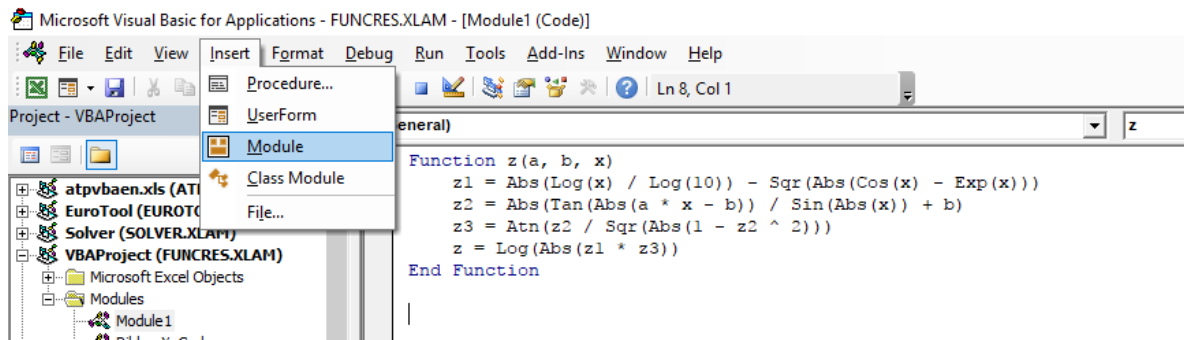 Microsoft Visual Basic for Applications - FUNCRES.XLAM - [Module1 (Code)]
File Edit View Insert Format Debug Run Tools Add-Ins Window Help
Procedure...
Ln 8, Col 1
Project - VBAProject
UserForm
eneral)
z
Module
Class Module
File...
atpvbaen.xls (ATI
EuroTool (EUROTO
Solver (SOLVER.XLAM)
VBAProject (FUNCRES.XLAM)
Microsoft Excel Objects
Modules
Module1
Function z(a, b, x)
z1 = Abs(Log(x) / Log(10)) - Sqr(Abs(Cos(x) - Exp(x)))
z2 = Abs(Tan(Abs(a * x - b)) / Sin(Abs(x)) + b)
z3 = Atn(z2 / Sqr(Abs(1 - z2 ^ 2)))
z = Log(Abs(z1 * z3))
End Function